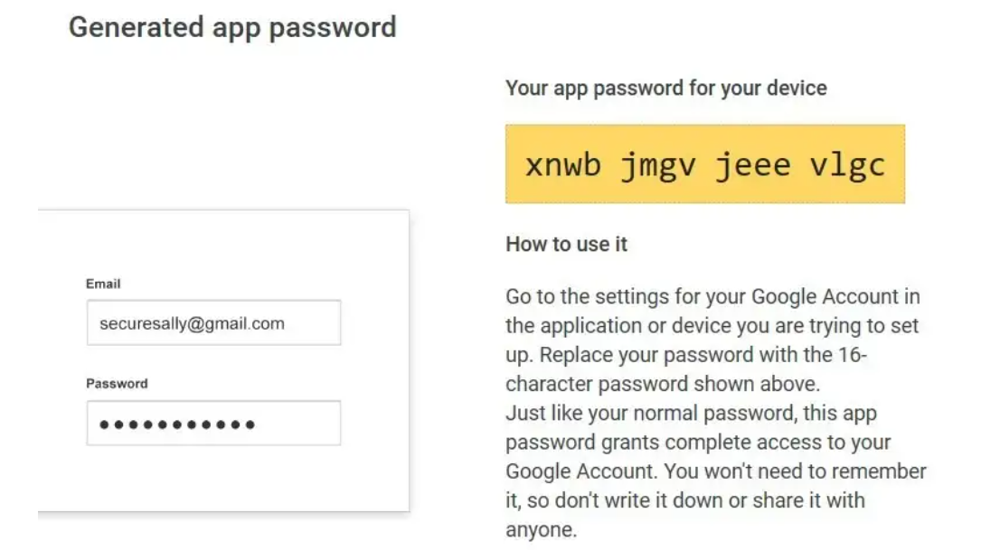 Generated app password
Your app password for your device
xnwb jmgv jeee vlgc
Email
securesally@gmail.com
Password
●●●●●●●●●●●
How to use it
Go to the settings for your Google Account in
the application or device you are trying to set
up. Replace your password with the 16-
character password shown above.
Just like your normal password, this app
password grants complete access to your
Google Account. You won't need to remember
it, so don't write it down or share it with
anyone.